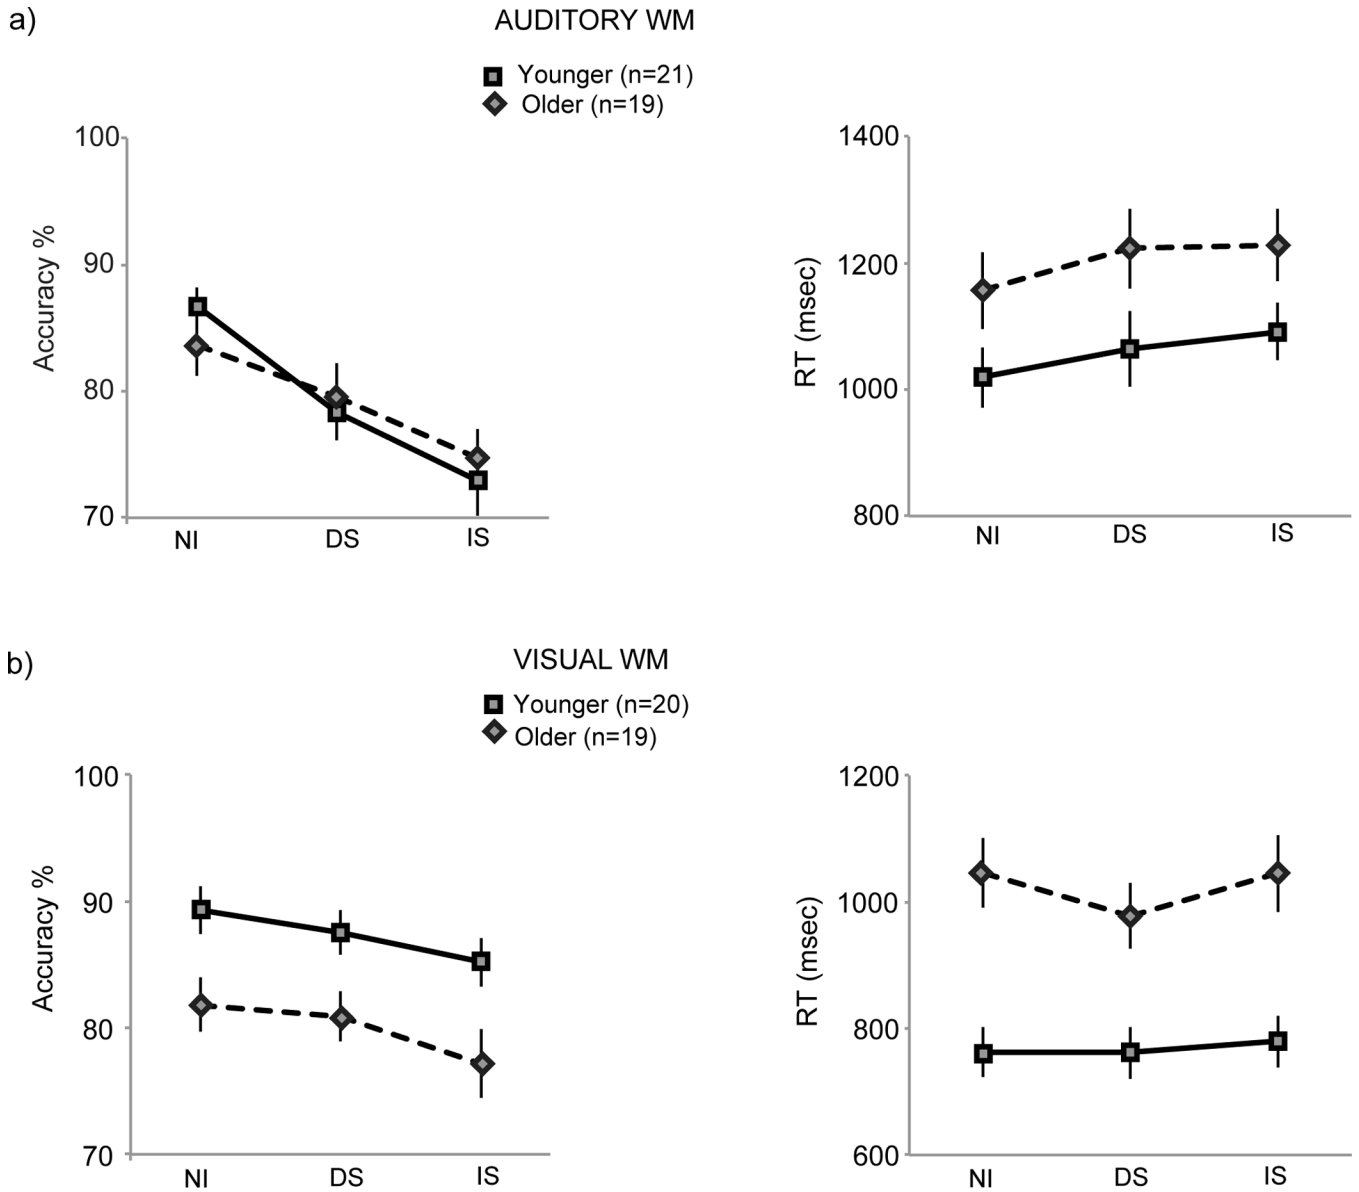 a)
AUDITORY WM
Younger (n=21)
Older (n=19)
Accuracy %
100
90
80
70
NI DS IS
RT (msec)
1400
1200
1000
800
NI DS IS
b)
VISUAL WM
Younger (n=20)
Older (n=19)
Accuracy %
100
90
80
70
NI DS IS
RT (msec)
1200
1000
800
600
NI DS IS